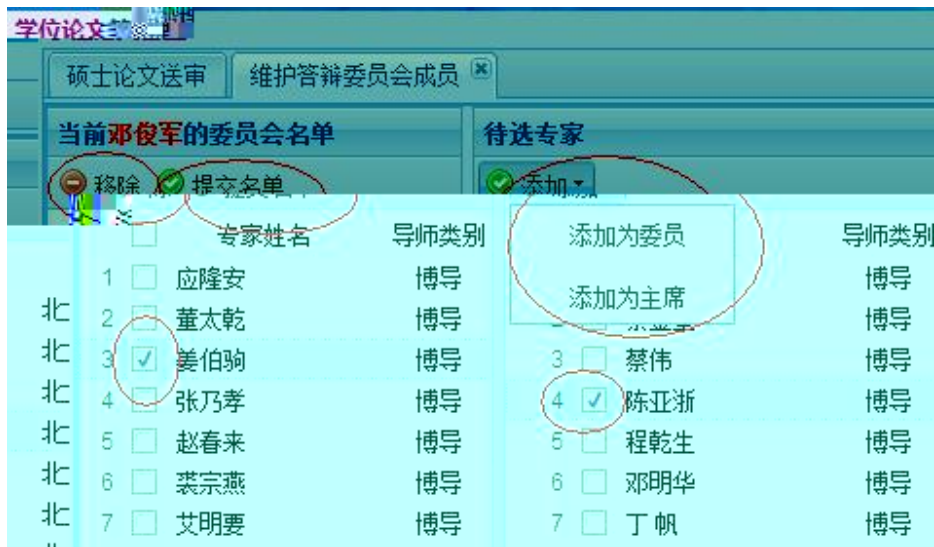 学位论文
硕士论文送审 维护答辩委员会成员
当前邓俊军的委员会名单 待选专家
移除 提交名单 添加
专家姓名 导师类别 添加为委员 导师类别
1 应隆安 博导 博导
添加为主席
北 2 董太乾 博导 博导
北 3 姜伯驹 博导 3 蔡伟 博导
北 4 张乃孝 博导 4 陈亚浙 博导
北 5 赵春来 博导 5 程乾生 博导
北 6 裘宗燕 博导 6 邓明华 博导
北 7 艾明要 博导 7 丁帆 博导